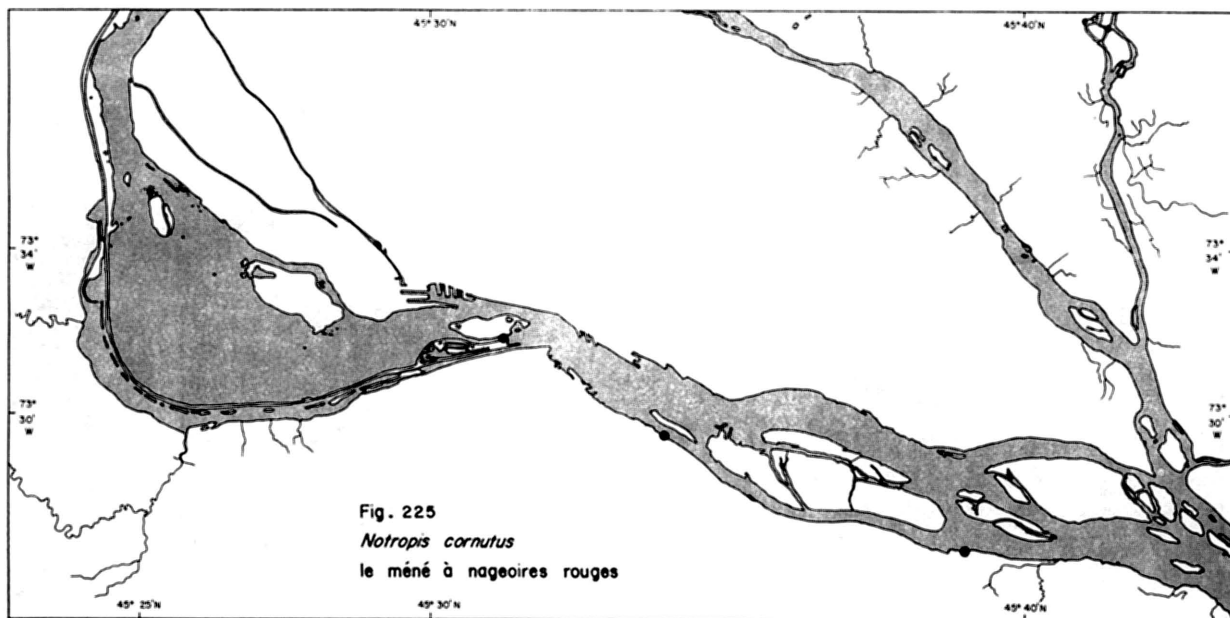 45° 30' N
45° 40' N
73°
34'
W
73°
34'
W
73°
30'
W
73°
30'
W
Fig. 225
Notropis cornutus
le méné à nageoires rouges
45° 25' N
45° 30' N
45° 40' N